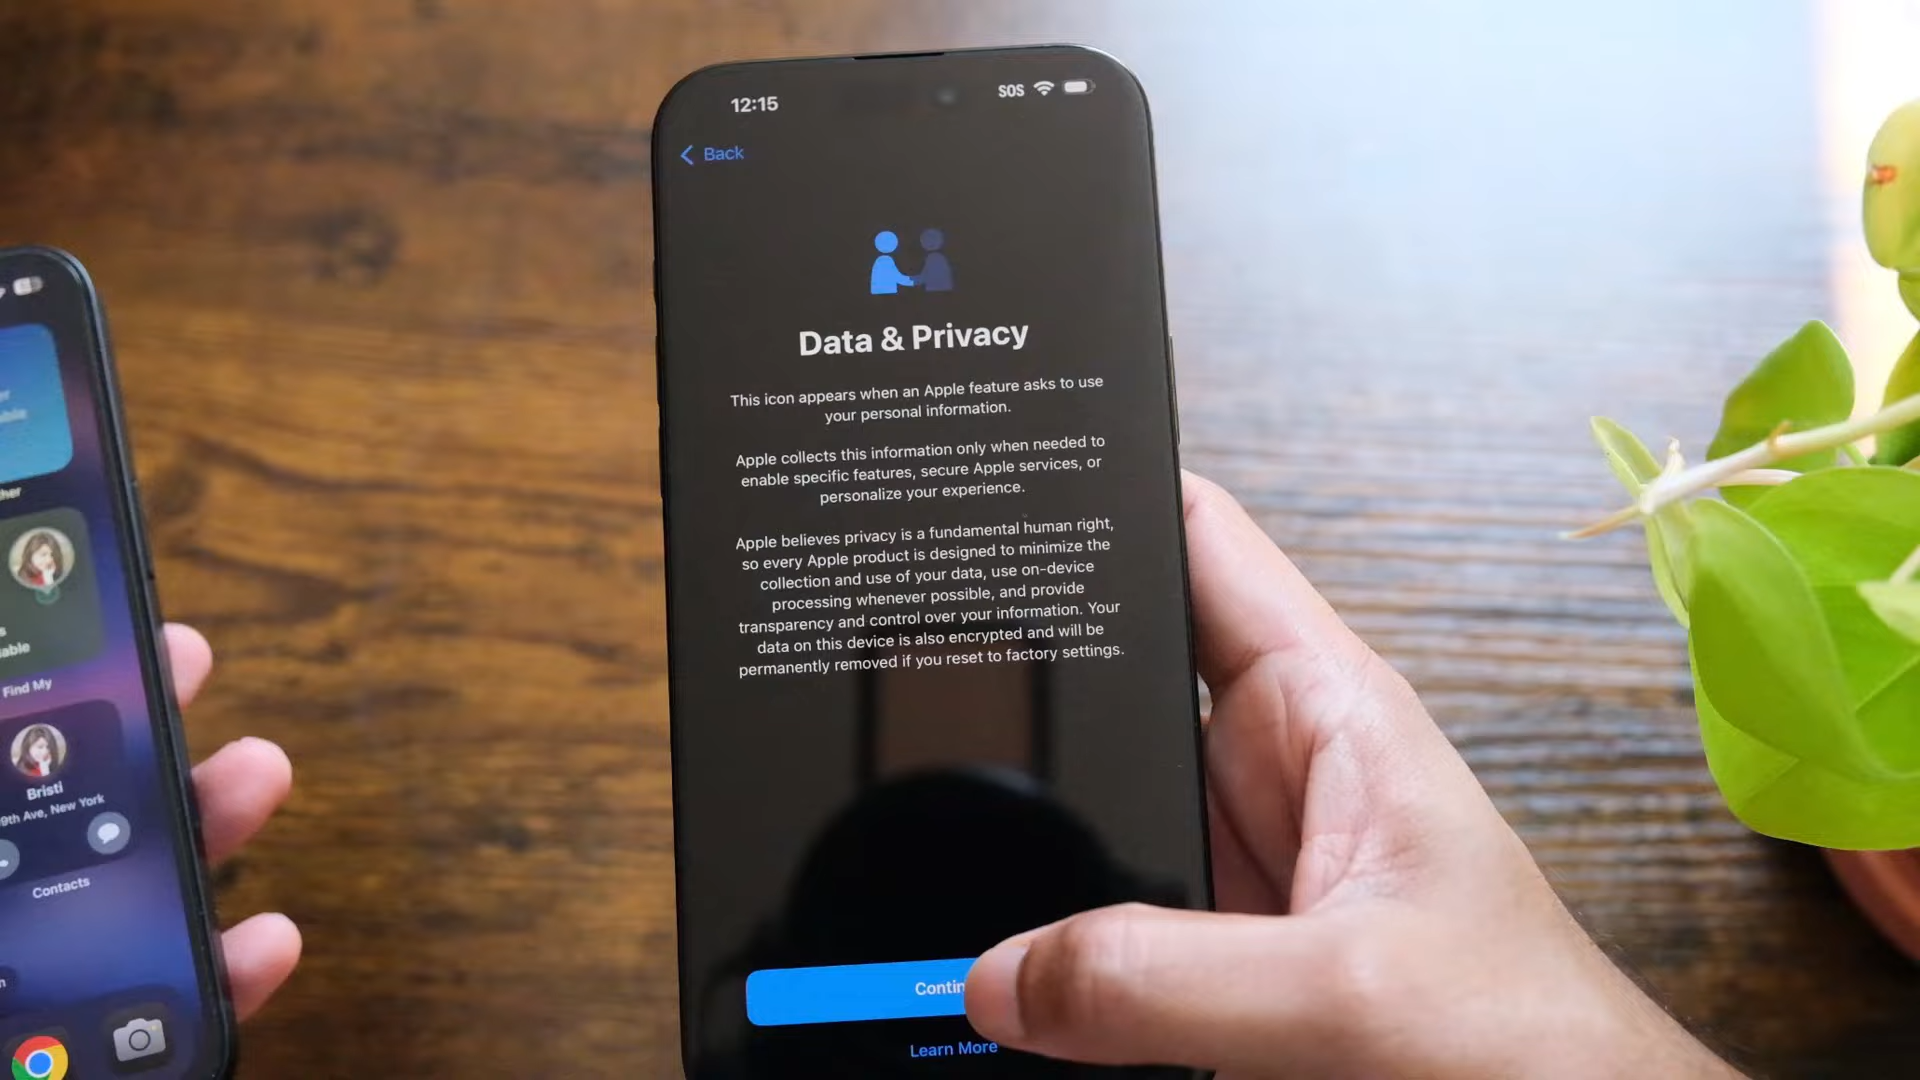 12:15
SOS
Back
Data & Privacy
This icon appears when an Apple feature asks to use
your personal information.
Apple collects this information only when needed to
enable specific features, secure Apple services, or
personalize your experience.
Apple believes privacy is a fundamental human right,
so every Apple product is designed to minimize the
collection and use of your data, use on-device
processing whenever possible, and provide
transparency and control over your information. Your
data on this device is also encrypted and will be
permanently removed if you reset to factory settings.
Contin
Learn More
Find My
Bristi
9th Ave, New York
Contacts